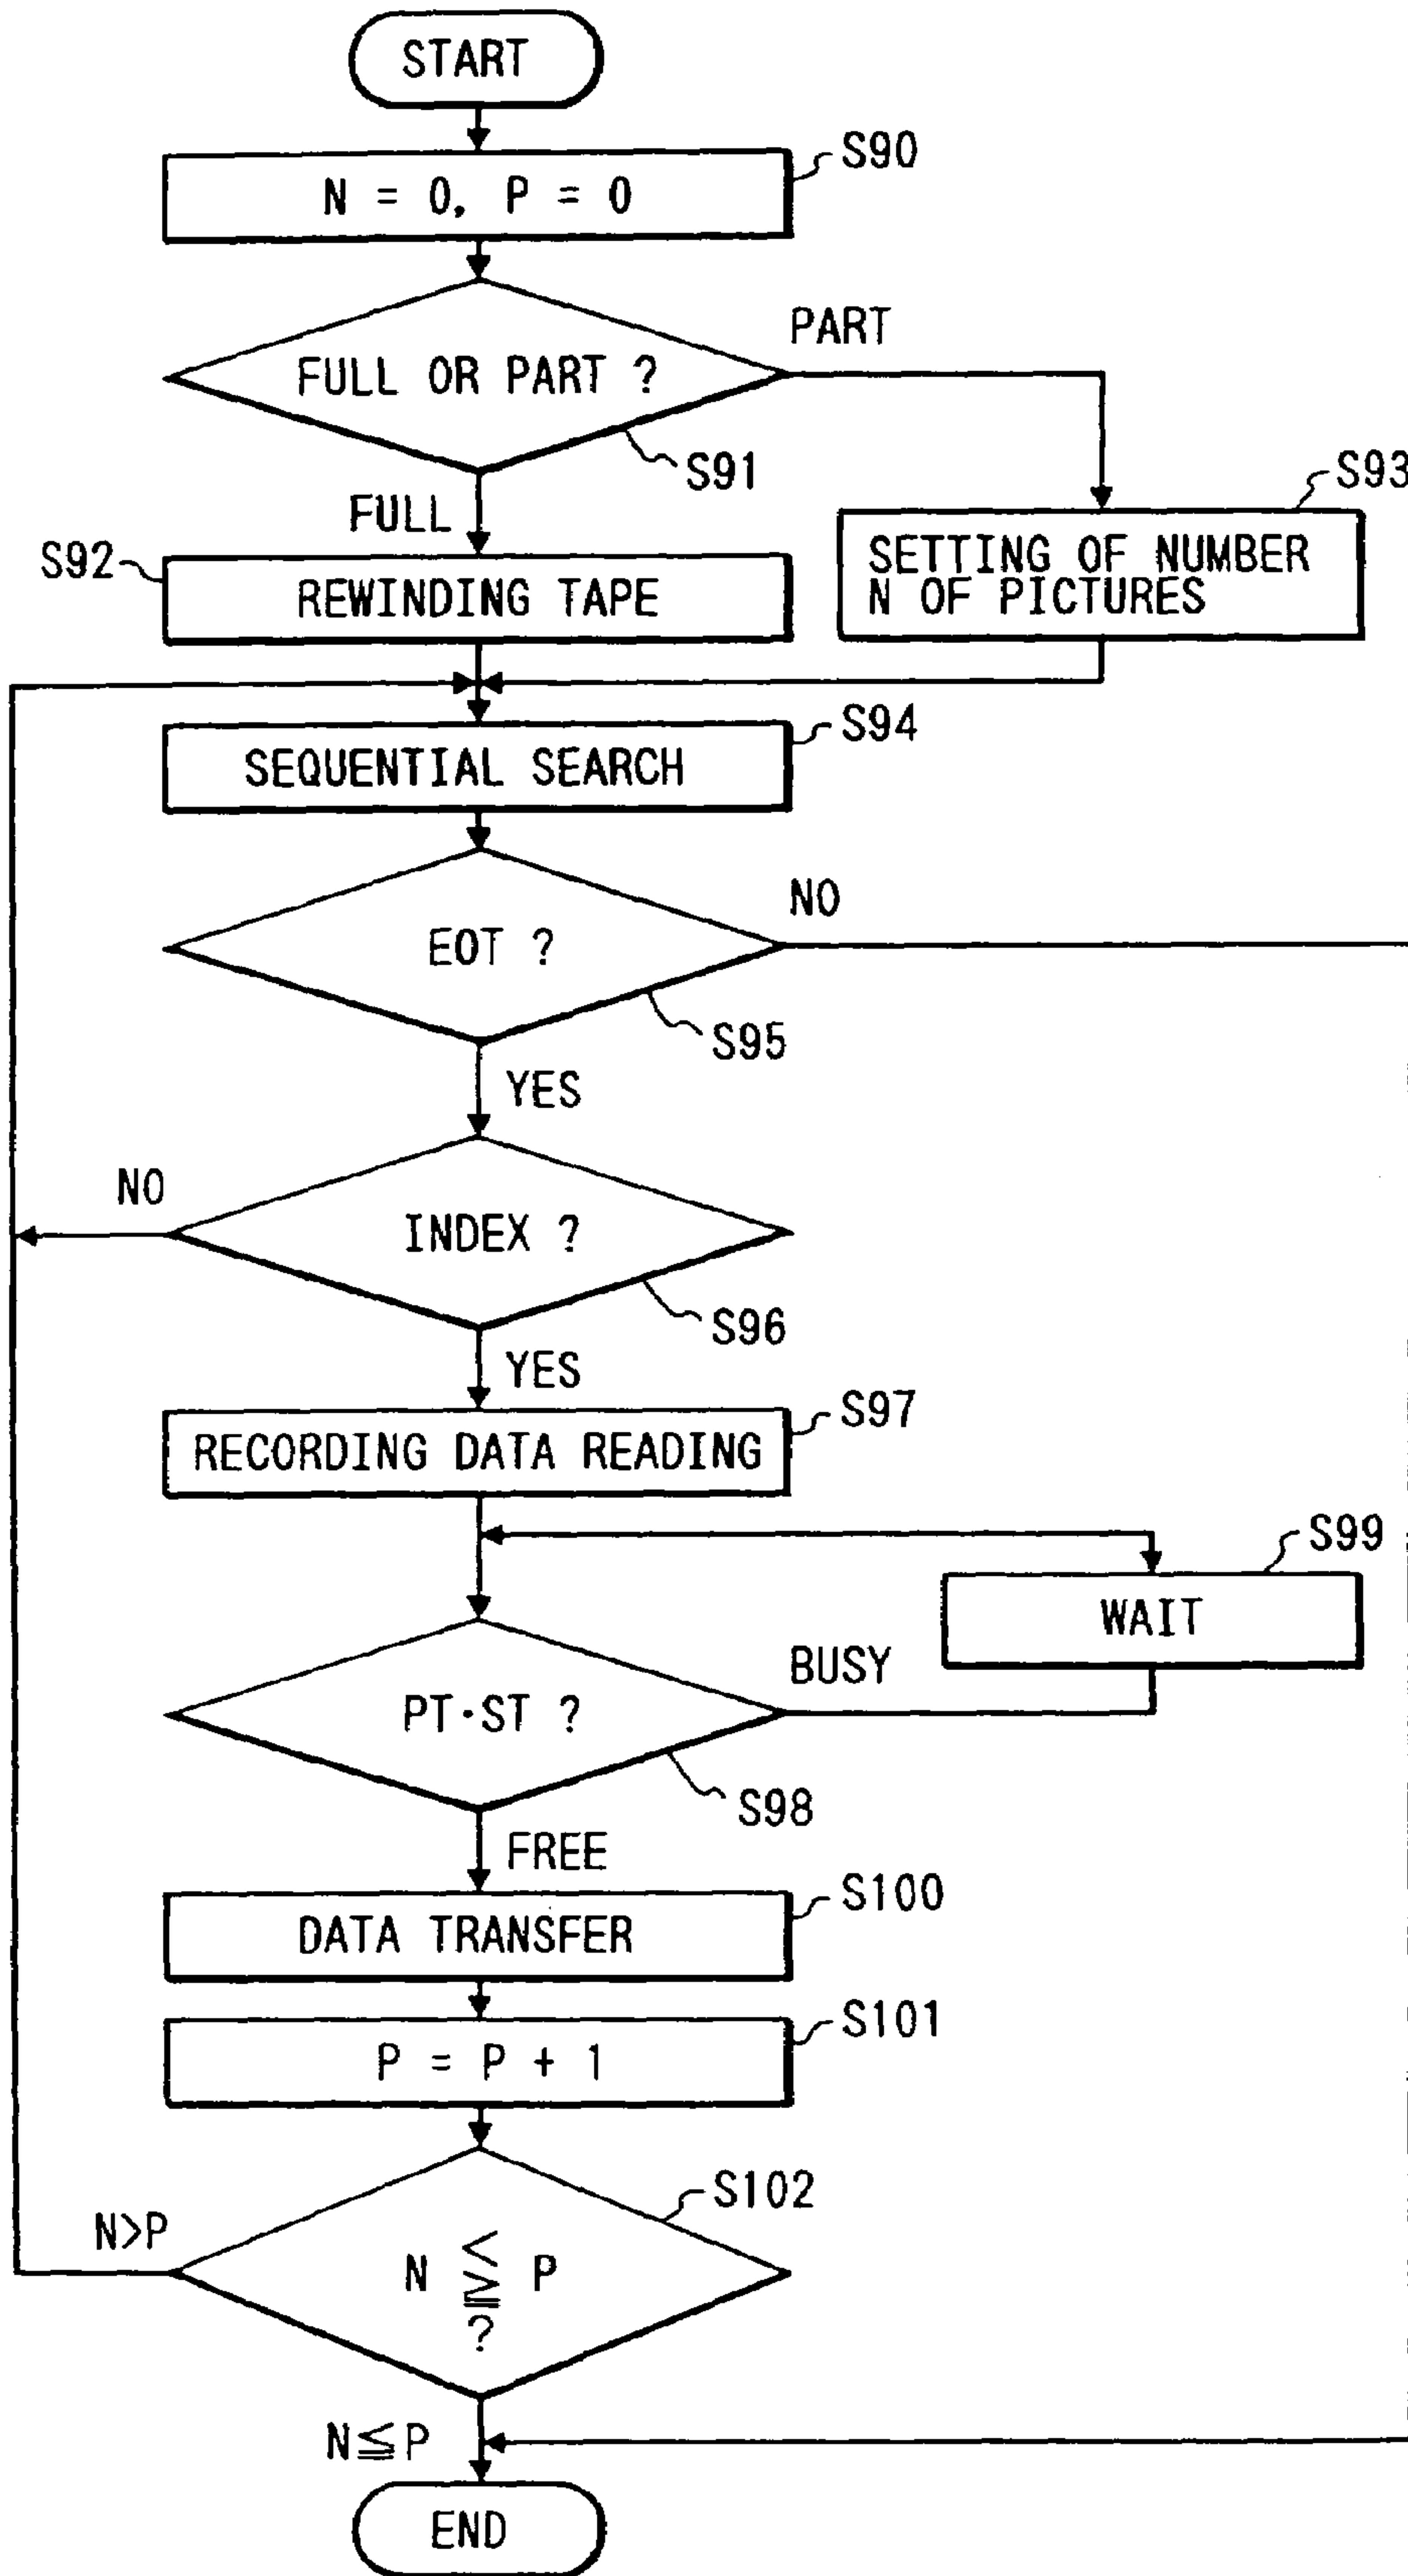 START
S90
N = 0, P = 0
PART
FULL OR PART ?
S91
S93
FULL
SETTING OF NUMBER
N OF PICTURES
S92
REWINDING TAPE
S94
SEQUENTIAL SEARCH
NO
EOT ?
S95
YES
NO
INDEX ?
S96
YES
S97
RECORDING DATA READING
S99
WAIT
BUSY
PT·ST ?
S98
FREE
S100
DATA TRANSFER
S101
P = P + 1
S102
N>P
N ⪋ P
?
N≦P
END